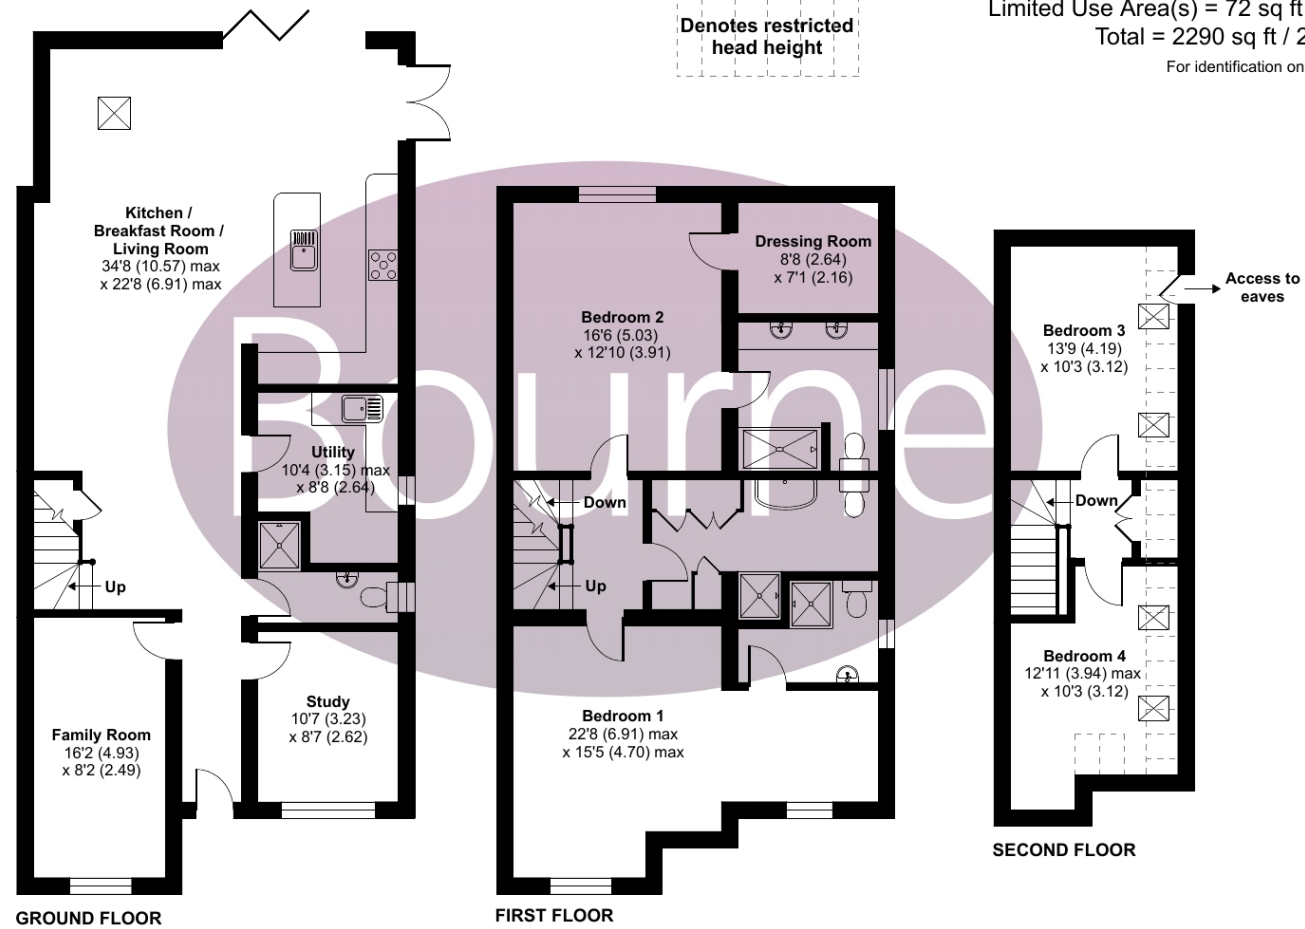 Denotes restricted
head height
Limited Use Area(s) = 72 sq ft
Total = 2290 sq ft / 2
For identification on
Kitchen /
Breakfast Room /
Living Room
34'8 (10.57) max
x 22'8 (6.91) max
Utility
10'4 (3.15) max
x 8'8 (2.64)
Up
Family Room
16'2 (4.93)
x 8'2 (2.49)
Study
10'7 (3.23)
x 8'7 (2.62)
GROUND FLOOR
Bourne
Dressing Room
8'8 (2.64)
x 7'1 (2.16)
Bedroom 2
16'6 (5.03)
x 12'10 (3.91)
Down
Up
Bedroom 1
22'8 (6.91) max
x 15'5 (4.70) max
FIRST FLOOR
Access to
eaves
Bedroom 3
13'9 (4.19)
x 10'3 (3.12)
Down
Bedroom 4
12'11 (3.94) max
x 10'3 (3.12)
SECOND FLOOR